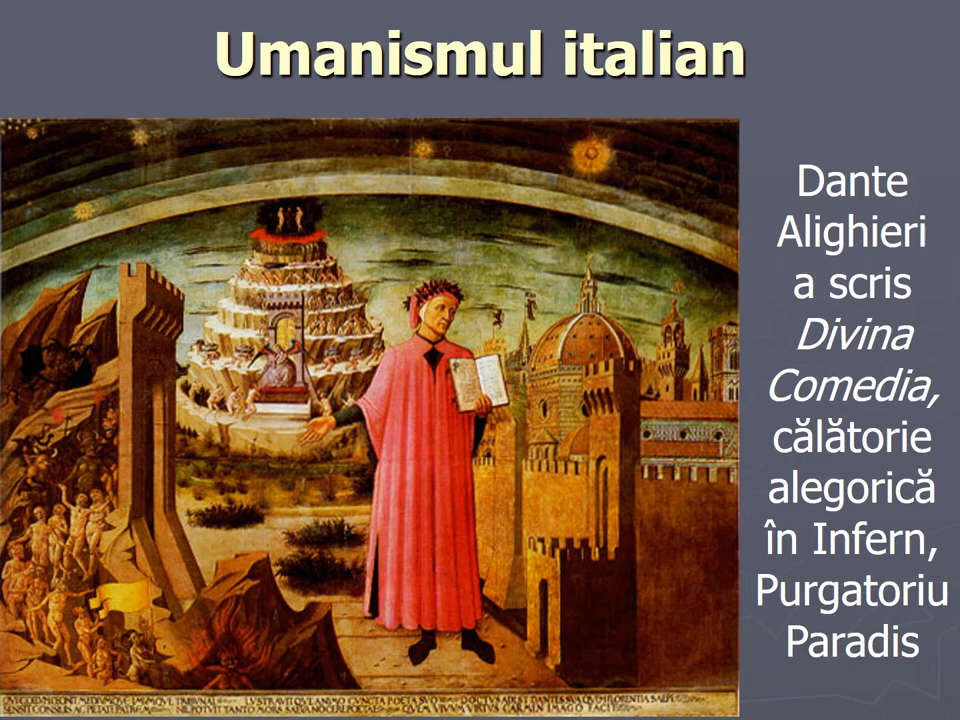 Umanismul italian
Dante
Alighieri
a scris
Divina
Comedia,
călătorie
alegorică
în Infern,
Purgatoriu
Paradis